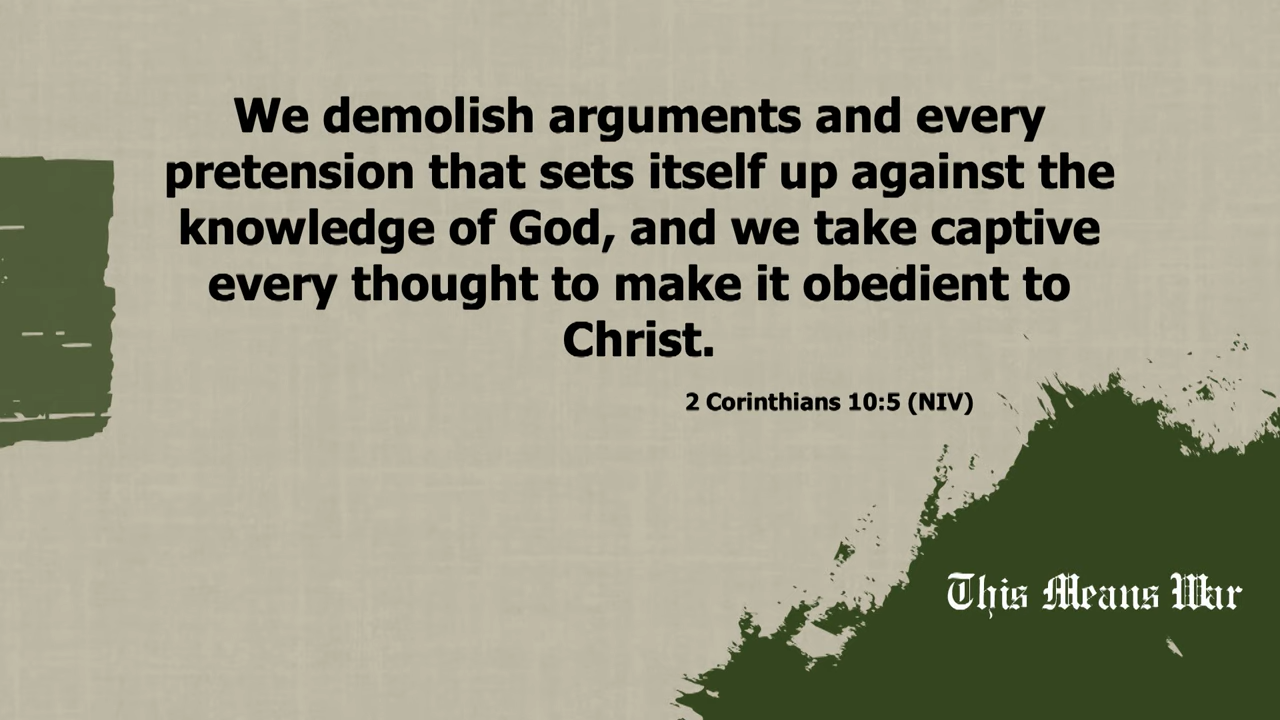 We demolish arguments and every
pretension that sets itself up against the
knowledge of God, and we take captive
every thought to make it obedient to
Christ.
2 Corinthians 10:5 (NIV)
This Means War